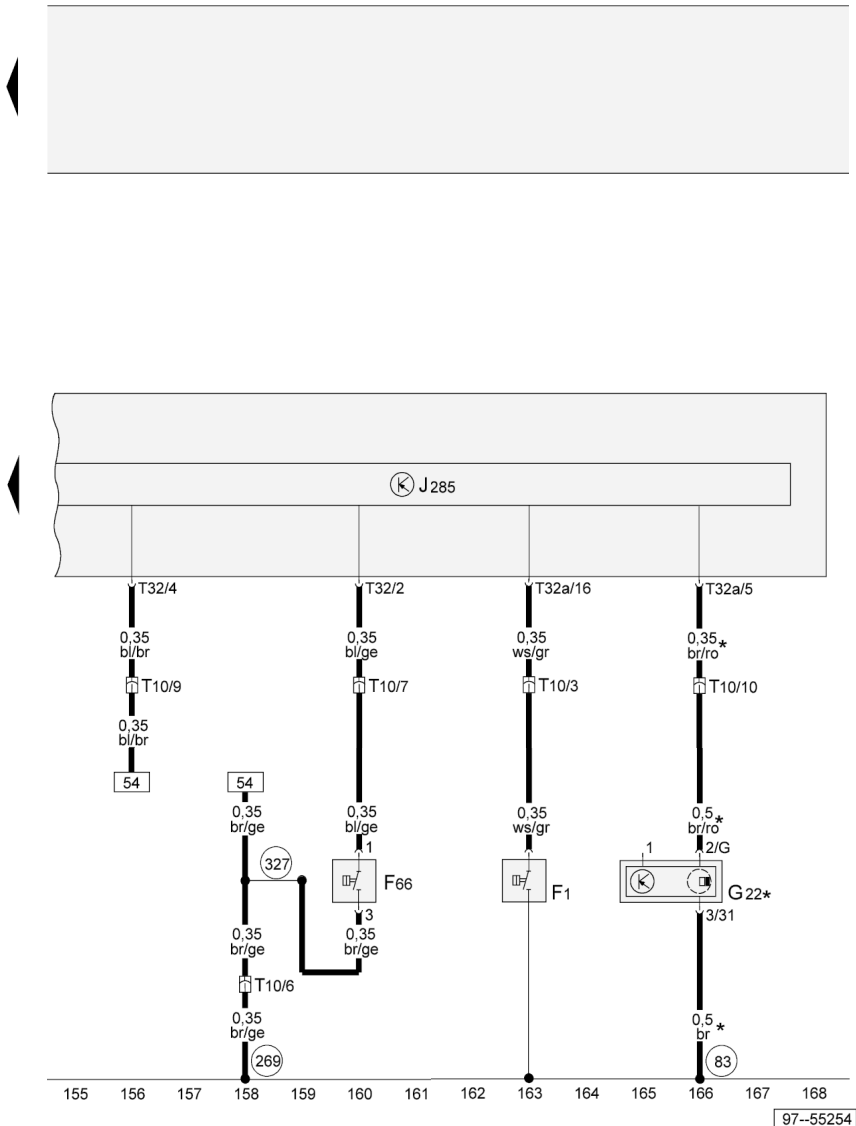 J285
T32/4 T32/2 T32a/16 T32a/5
0,35 0,35 0,35 0,35
bl/br bl/ge ws/gr br/ro*
T10/9 T10/7 T10/3 T10/10
0,35
bl/br
54 54
0,35 0,35 0,35 0,5
br/ge bl/ge ws/gr br/ro*
1 1 2/G
327 F66 F1 G22*
3 3/31
0,35 0,35
br/ge br/ge
T10/6
0,35 0,5
br/ge br *
269 83
155 156 157 158 159 160 161 162 163 164 165 166 167 168
97--55254